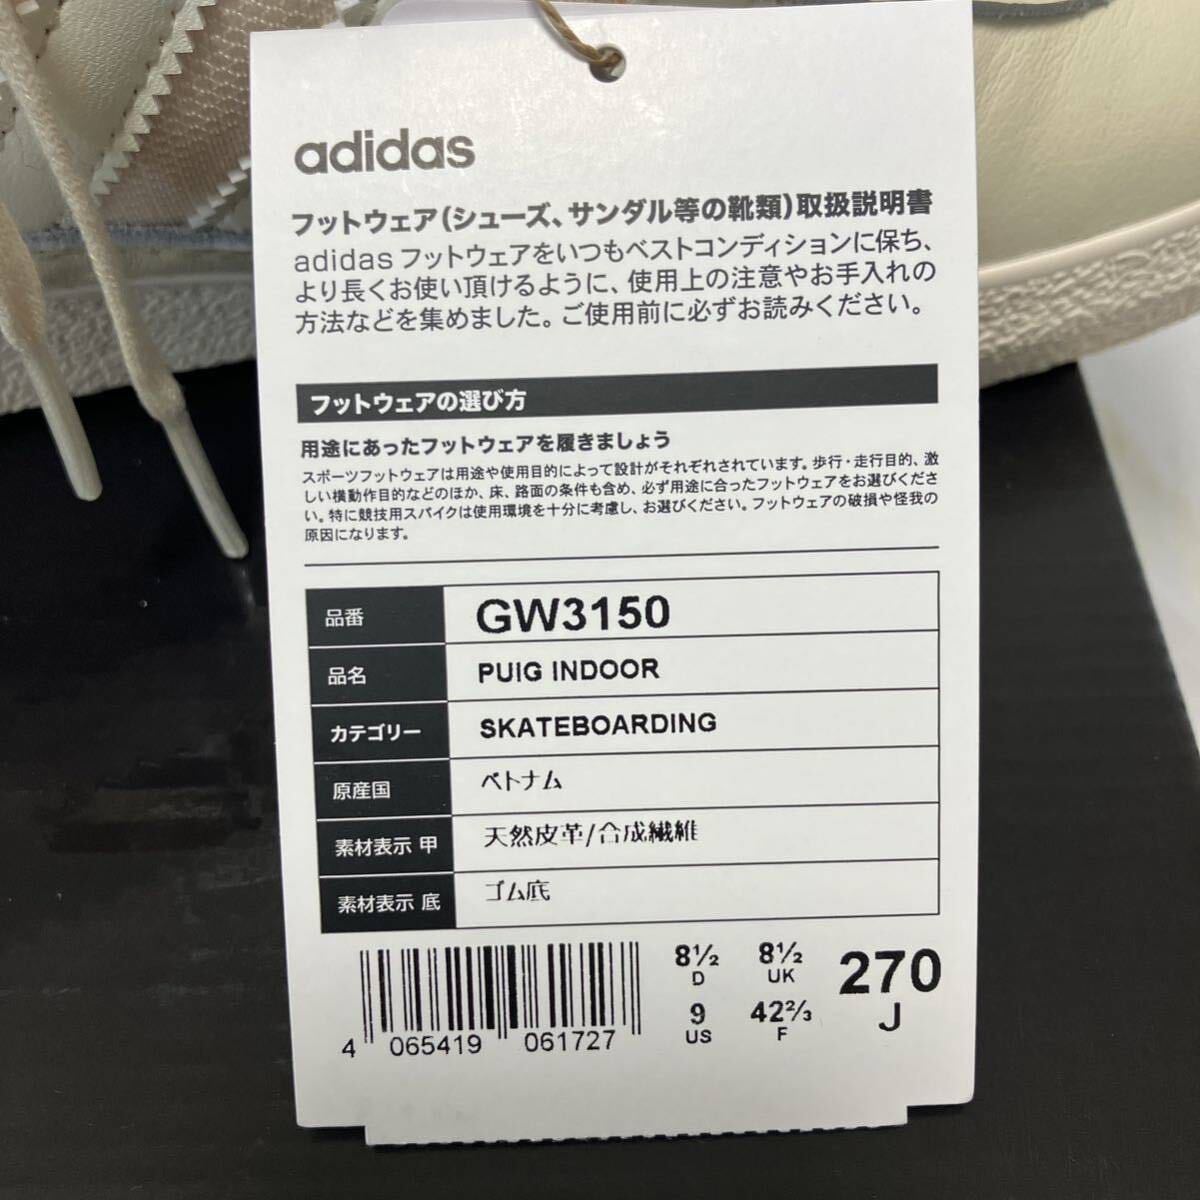 adidas
フットウェア(シューズ、サンダル等の靴類)取扱説明書
adidas フットウェアをいつもベストコンディションに保ち、
より長くお使い頂けるように、使用上の注意やお手入れの
方法などを集めました。ご使用前に必ずお読みください。
フットウェアの選び方
用途にあったフットウェアを履きましょう
スポーツフットウェアは用途や使用目的によって設計がそれぞれされています。歩行・走行目的、激
しい横動作目的などのほか、床、路面の条件も含め、必ず用途に合ったフットウェアをお選びくださ
い。特に競技用スパイクは使用環境を十分に考慮し、お選びください。フットウェアの破損や怪我の
原因になります。
品番 GW3150
品名 PUIG INDOOR
カテゴリー SKATEBOARDING
原産国 ベトナム
素材表示 甲 天然皮革/合成繊維
素材表示 底 ゴム底
8½ D 8½ UK 270 J
9 US 42⅔ F
4 065419 061727